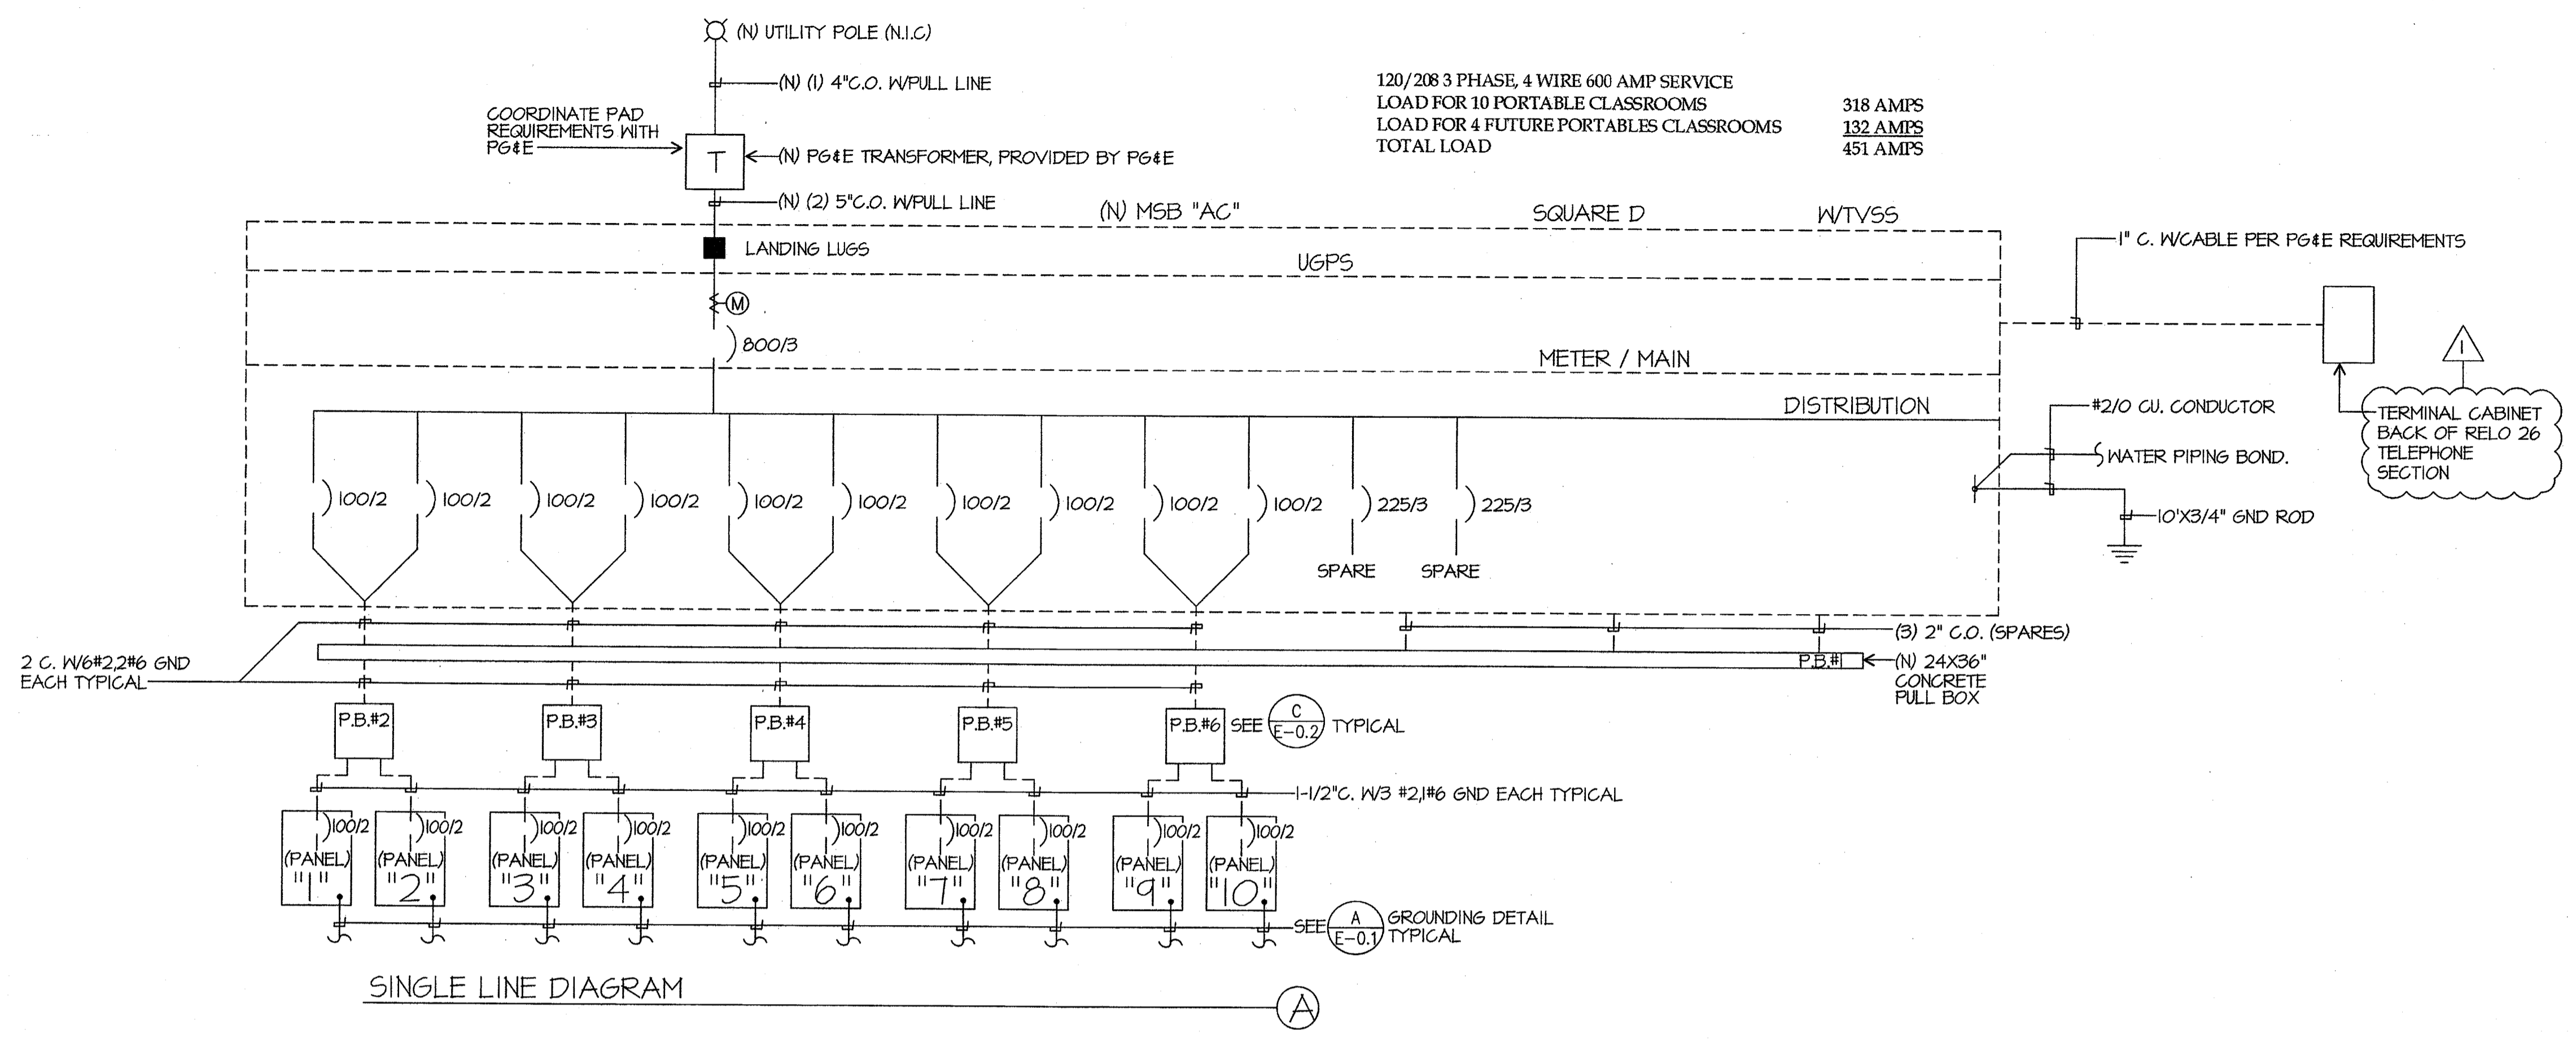 (N) UTILITY POLE (N.I.C)
(N) (1) 4"C.O. W/PULL LINE
COORDINATE PAD
REQUIREMENTS WITH
PG&E
T
(N) PG&E TRANSFORMER, PROVIDED BY PG&E
(N) (2) 5"C.O. W/PULL LINE
120/208 3 PHASE, 4 WIRE 600 AMP SERVICE
LOAD FOR 10 PORTABLE CLASSROOMS 318 AMPS
LOAD FOR 4 FUTURE PORTABLES CLASSROOMS 132 AMPS
TOTAL LOAD 451 AMPS
(N) MSB "AC" SQUARE D W/TVSS
LANDING LUGS
UGPS
M
800/3
METER / MAIN
DISTRIBUTION
1" C. W/CABLE PER PG&E REQUIREMENTS
1
TERMINAL CABINET
BACK OF RELO 26
TELEPHONE
SECTION
#2/0 CU. CONDUCTOR
WATER PIPING BOND.
10'X3/4" GND ROD
100/2 100/2 100/2 100/2 100/2 100/2 100/2 100/2 100/2 100/2 225/3 225/3
SPARE SPARE
(3) 2" C.O. (SPARES)
P.B.#1
(N) 24X36"
CONCRETE
PULL BOX
2 C. W/6#2,2#6 GND
EACH TYPICAL
P.B.#2 P.B.#3 P.B.#4 P.B.#5 P.B.#6 SEE C E-0.2 TYPICAL
1-1/2"C. W/3 #2,1#6 GND EACH TYPICAL
100/2 100/2 100/2 100/2 100/2 100/2 100/2 100/2 100/2 100/2
(PANEL) (PANEL) (PANEL) (PANEL) (PANEL) (PANEL) (PANEL) (PANEL) (PANEL) (PANEL)
"1" "2" "3" "4" "5" "6" "7" "8" "9" "10"
SEE A E-0.1 GROUNDING DETAIL
TYPICAL
SINGLE LINE DIAGRAM A